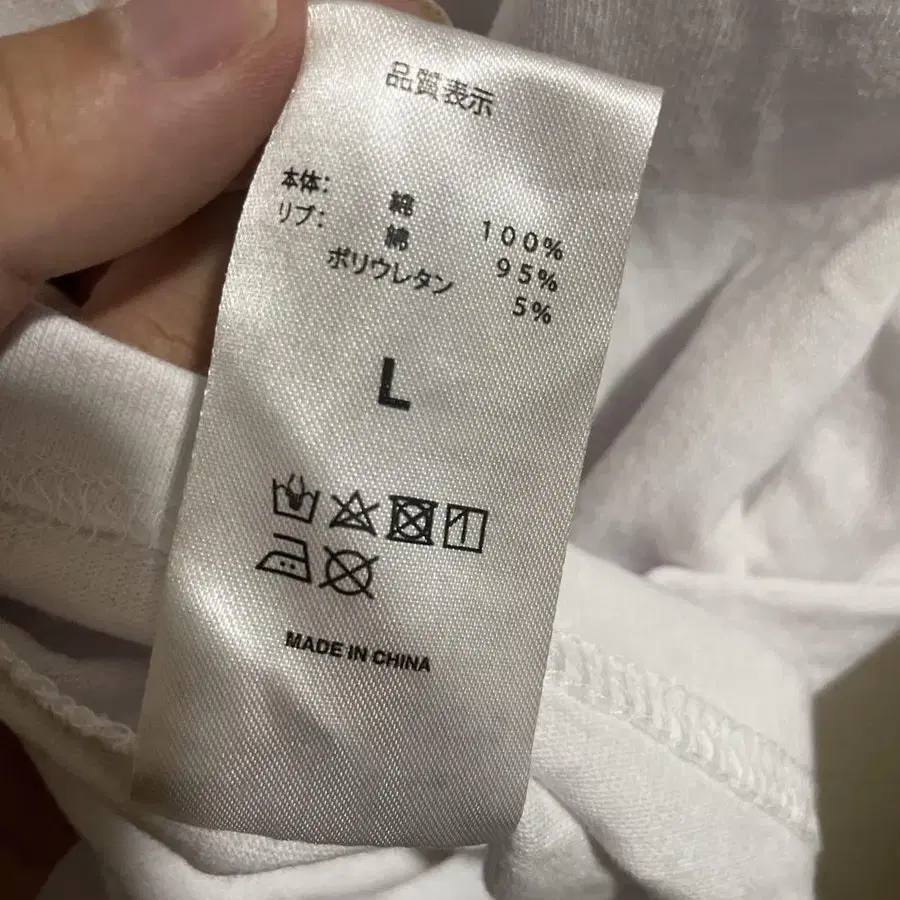 品質表示
本体: 綿 100%
リブ: 綿 95%
ポリウレタン 5%
L
MADE IN CHINA